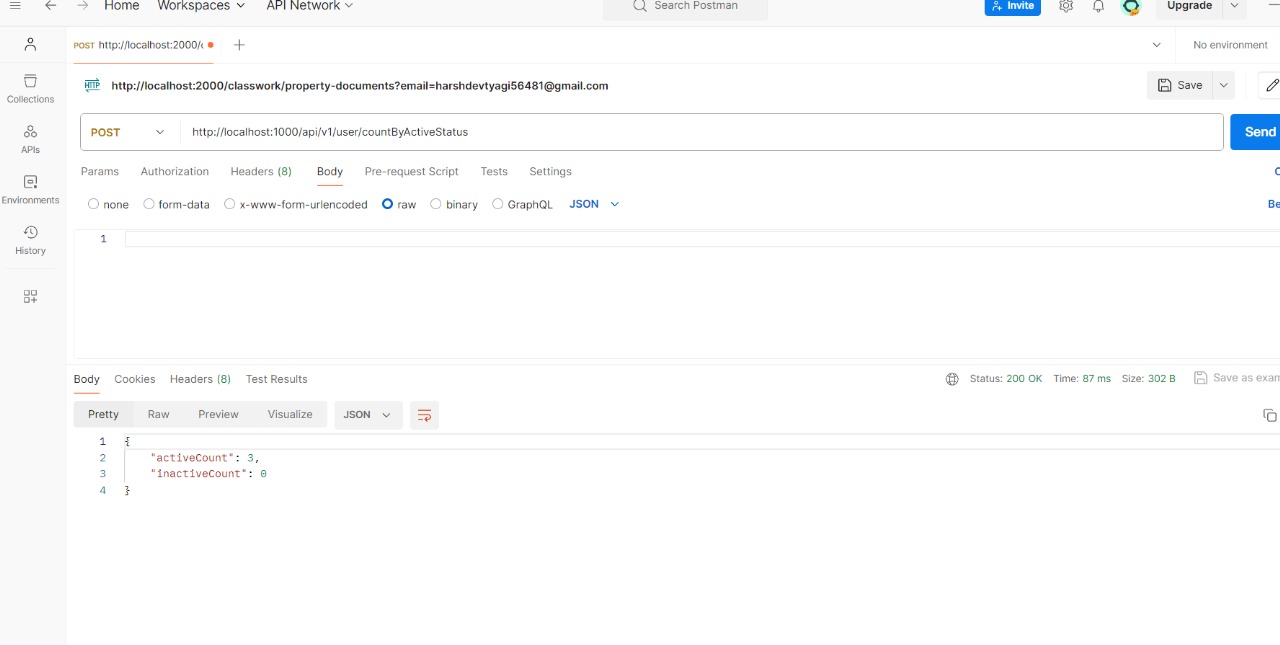 Home Workspaces API Network Search Postman Invite Upgrade
POST http://localhost:2000/c No environment
Collections
HTTP http://localhost:2000/classwork/property-documents?email=harshdevtyagi56481@gmail.com Save
POST http://localhost:1000/api/v1/user/countByActiveStatus Send
APIs
Params Authorization Headers (8) Body Pre-request Script Tests Settings
Environments
none form-data x-www-form-urlencoded raw binary GraphQL JSON Be
History
1
Body Cookies Headers (8) Test Results Status: 200 OK Time: 87 ms Size: 302 B Save as exam
Pretty Raw Preview Visualize JSON
1 {
2 "activeCount": 3,
3 "inactiveCount": 0
4 }